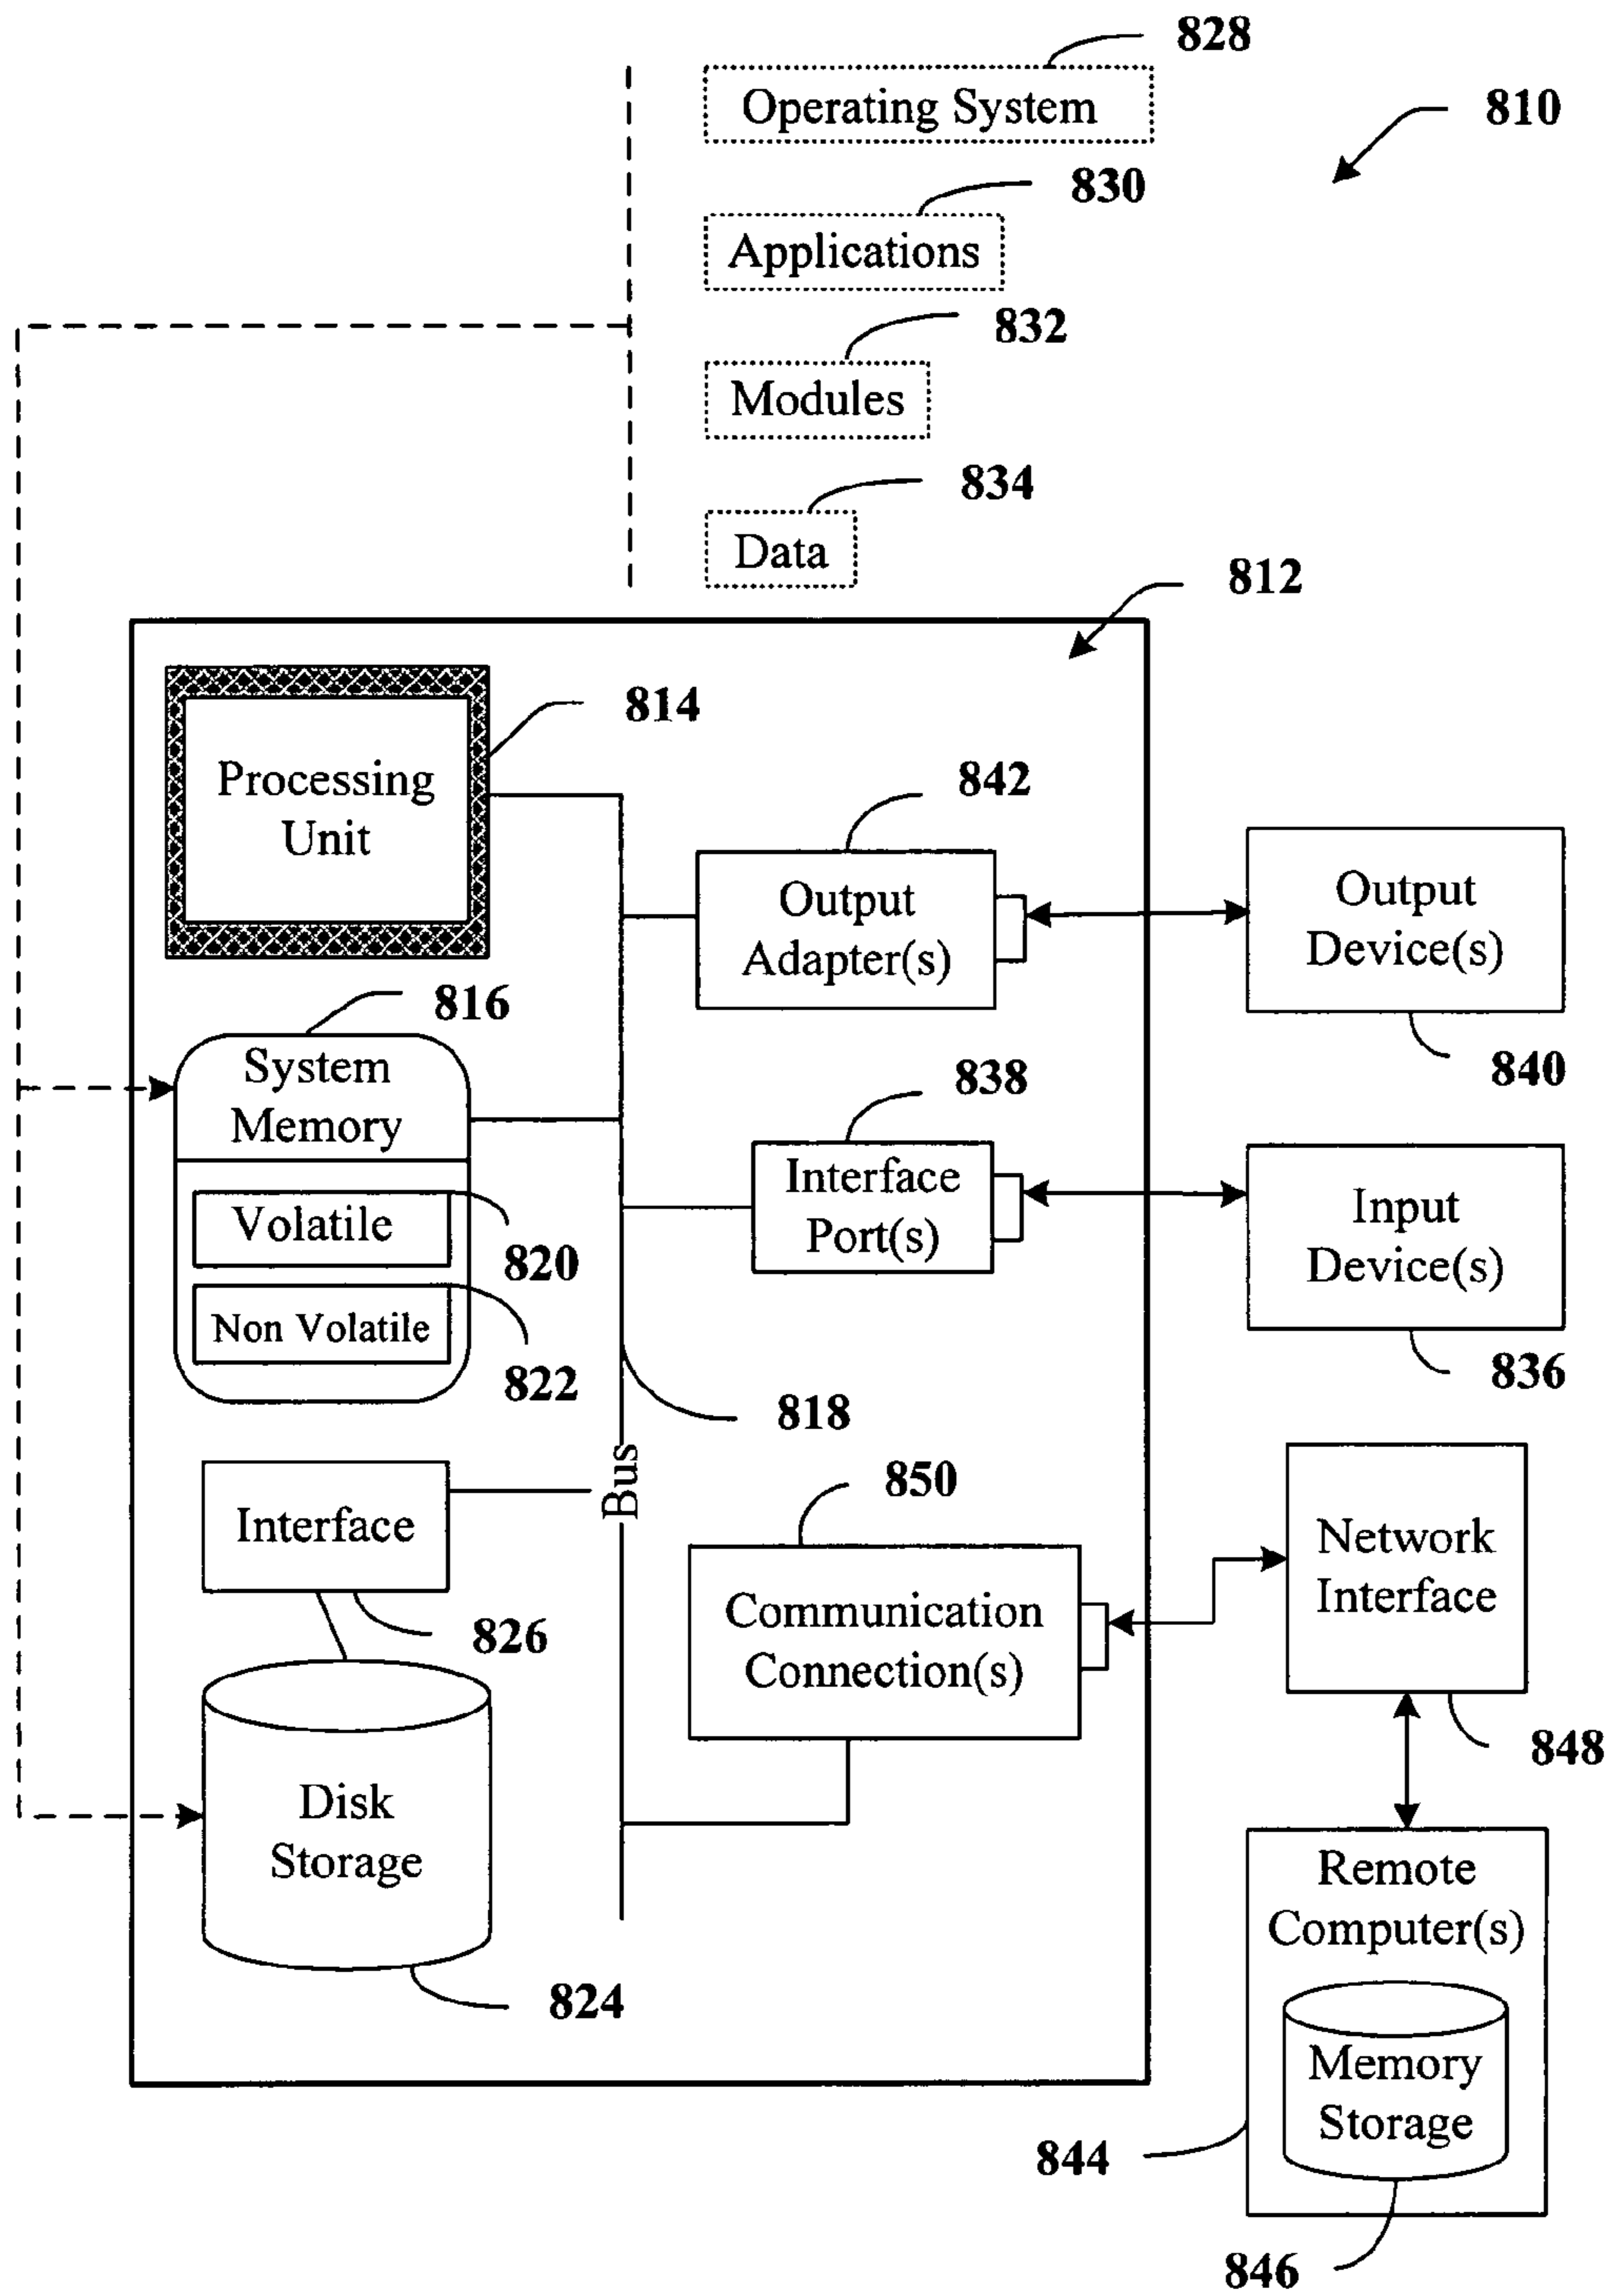 828
Operating System
810
830
Applications
832
Modules
834
Data
812
814
Processing
Unit
842
Output
Adapter(s)
Output
Device(s)
840
816
System
Memory
838
Interface
Port(s)
Input
Device(s)
836
Volatile
820
Non Volatile
822
818
Bus
850
Interface
826
Communication
Connection(s)
Network
Interface
848
Disk
Storage
824
Remote
Computer(s)
Memory
Storage
844
846